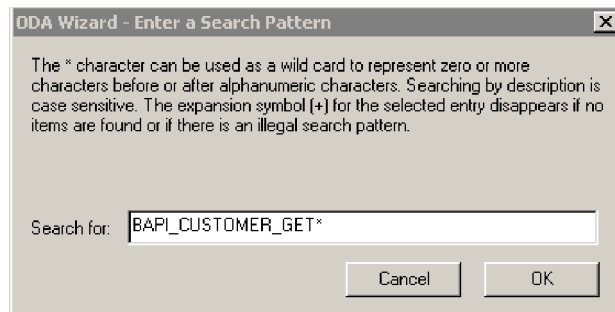 ODA Wizard - Enter a Search Pattern
The * character can be used as a wild card to represent zero or more
characters before or after alphanumeric characters. Searching by description is
case sensitive. The expansion symbol (+) for the selected entry disappears if no
items are found or if there is an illegal search pattern.
Search for: BAPI_CUSTOMER_GET*
Cancel OK